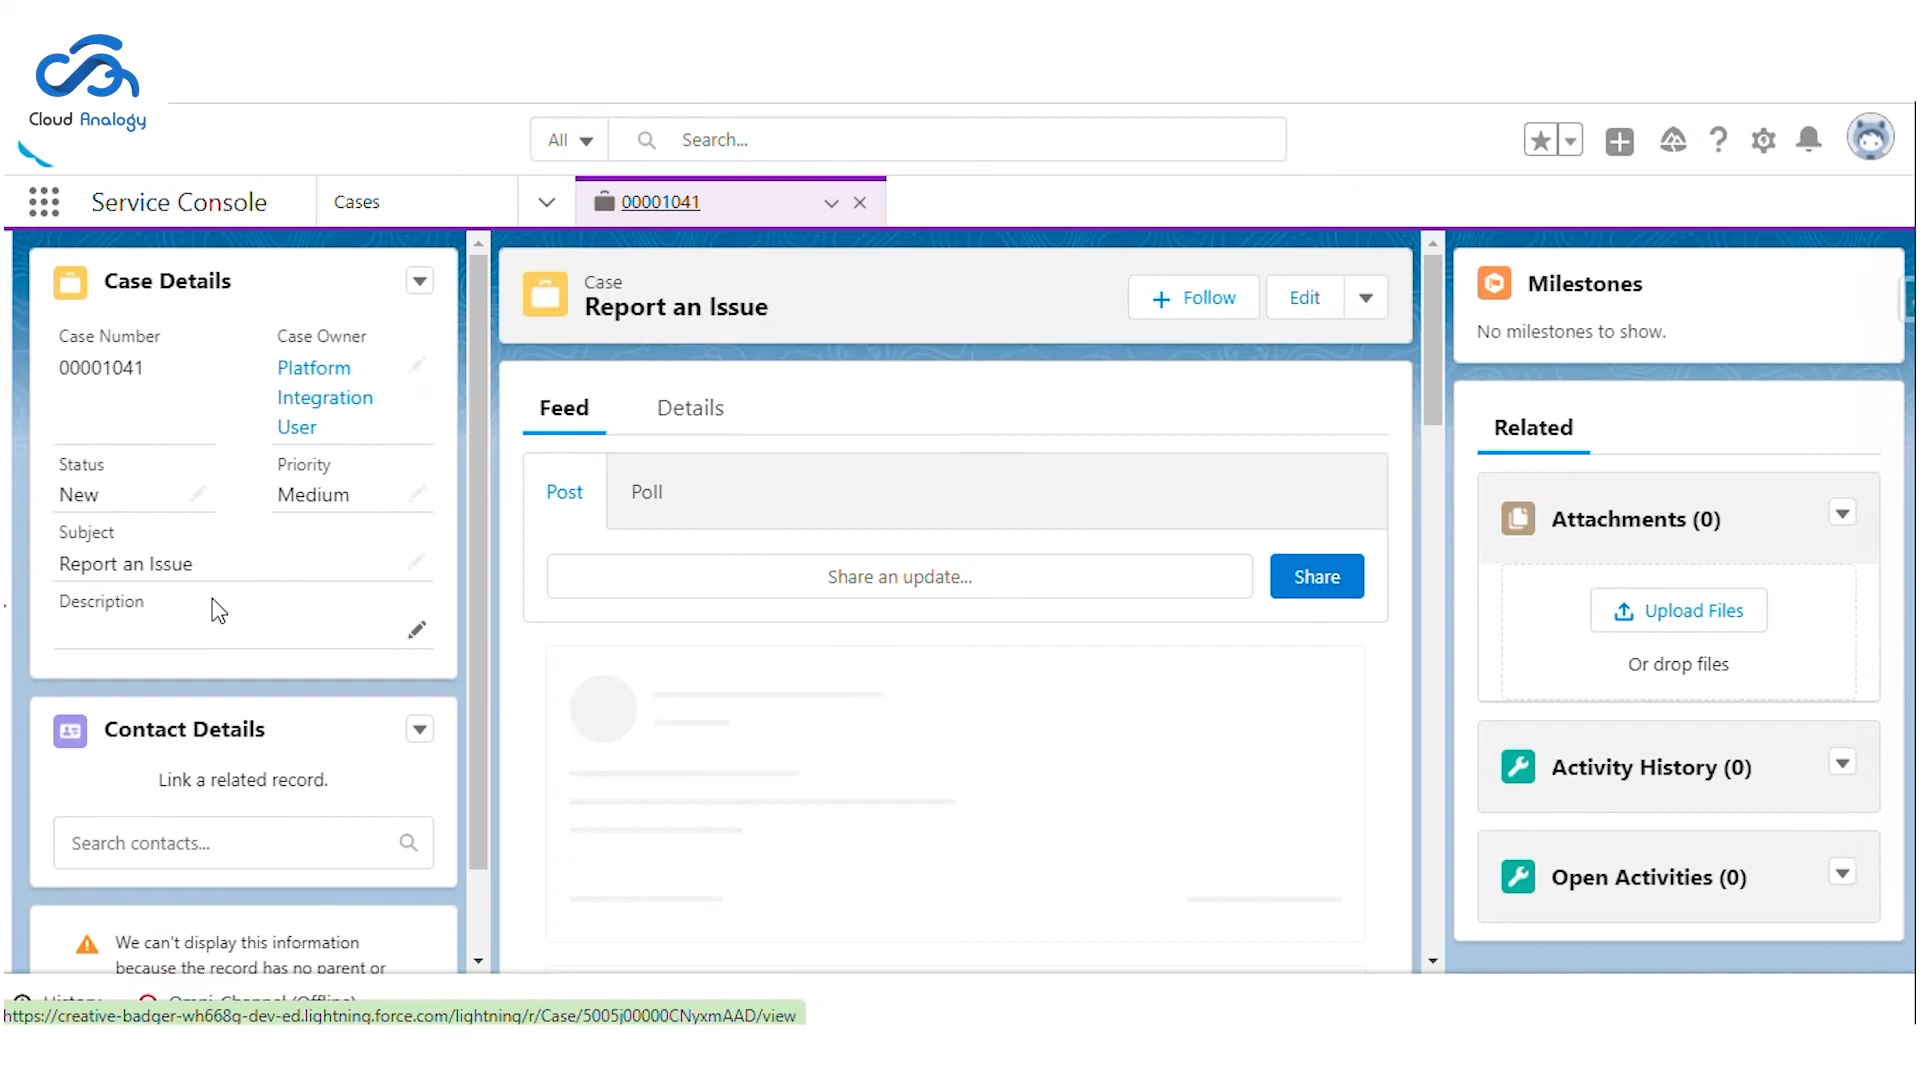 Cloud Analogy
All
Search...
Service Console
Cases
00001041
Case Details
Case Number
Case Owner
00001041
Platform
Integration
User
Status
Priority
New
Medium
Subject
Report an Issue
Description
Contact Details
Link a related record.
Search contacts...
We can't display this information
because the record has no parent or
Case
Report an Issue
Follow
Edit
Feed
Details
Post
Poll
Share an update...
Share
Milestones
No milestones to show.
Related
Attachments (0)
Upload Files
Or drop files
Activity History (0)
Open Activities (0)
History
Omni-Channel (Offline)
https://creative-badger-wh668g-dev-ed.lightning.force.com/lightning/r/Case/5005j00000CNyxmAAD/view